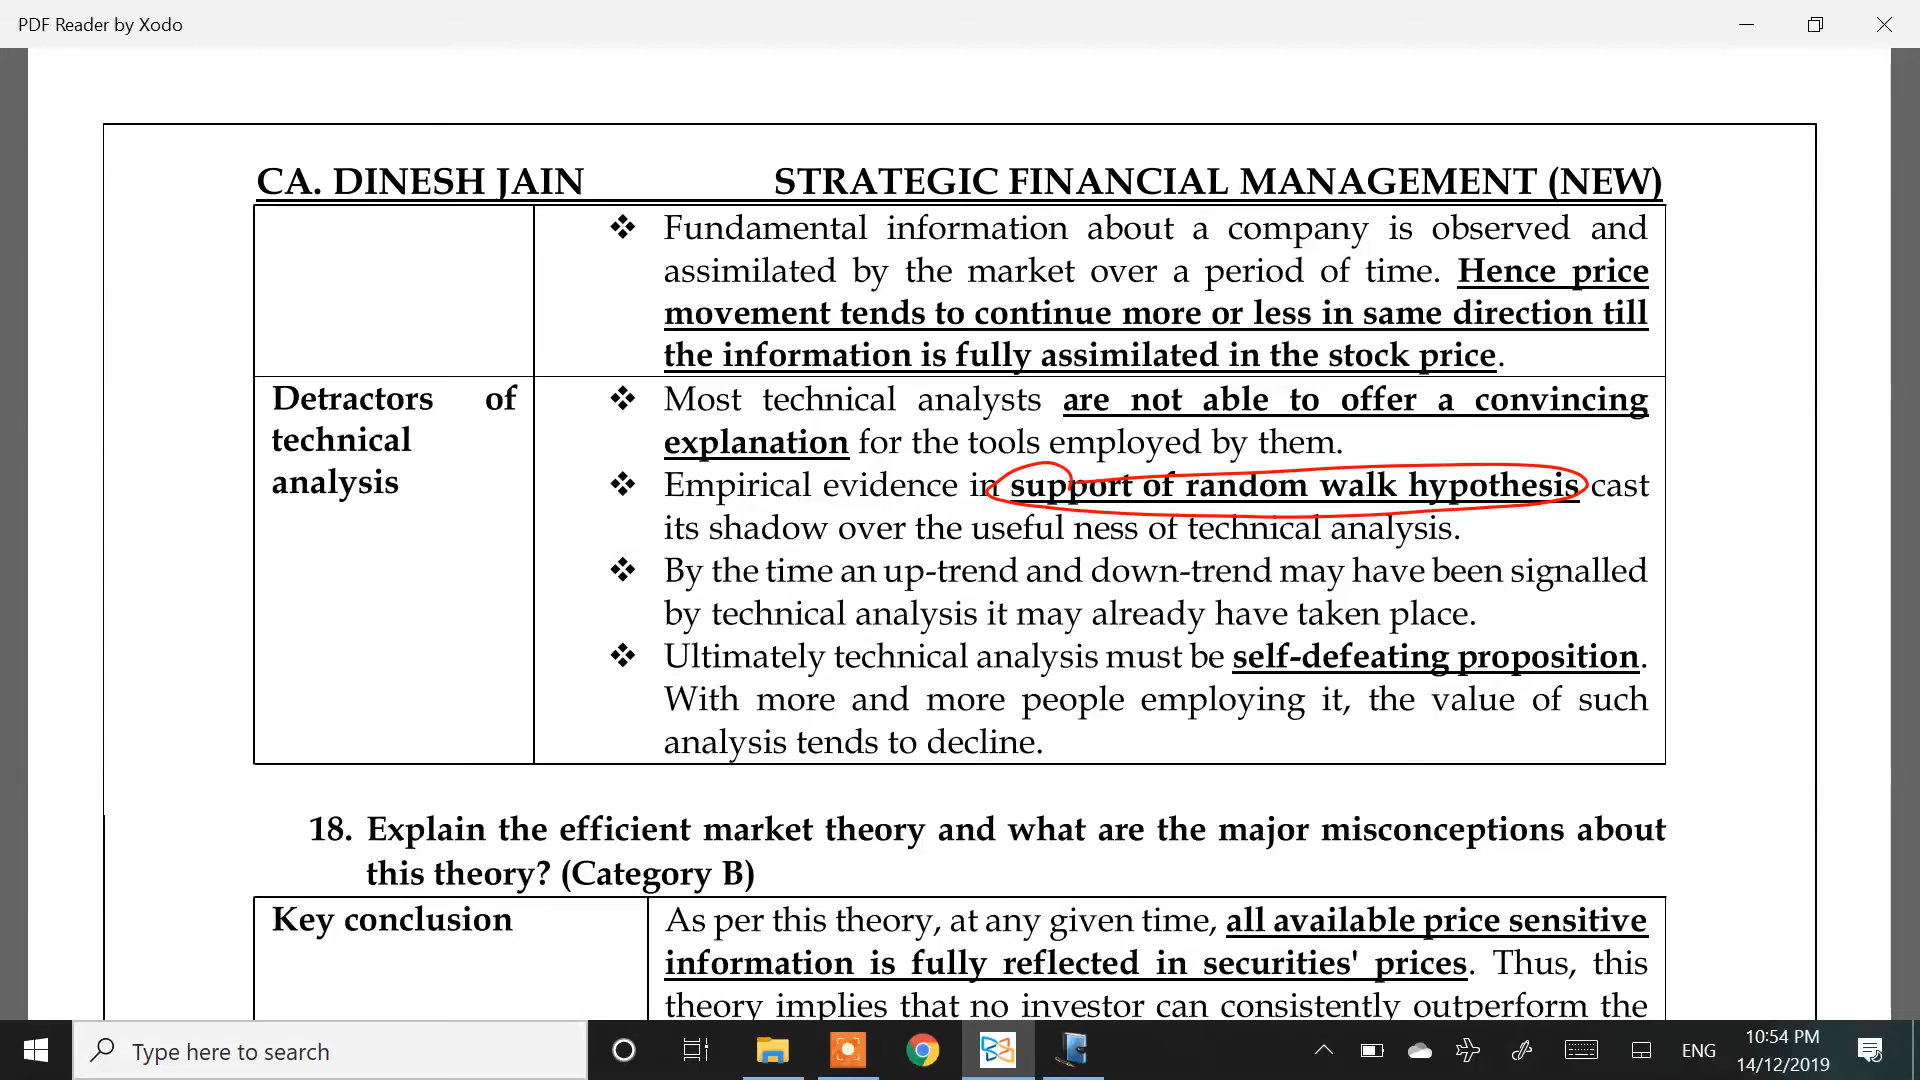 PDF Reader by Xodo
CA. DINESH JAIN STRATEGIC FINANCIAL MANAGEMENT (NEW)
❖ Fundamental information about a company is observed and
assimilated by the market over a period of time. Hence price
movement tends to continue more or less in same direction till
the information is fully assimilated in the stock price.
Detractors of
technical
analysis
❖ Most technical analysts are not able to offer a convincing
explanation for the tools employed by them.
❖ Empirical evidence in support of random walk hypothesis cast
its shadow over the useful ness of technical analysis.
❖ By the time an up-trend and down-trend may have been signalled
by technical analysis it may already have taken place.
❖ Ultimately technical analysis must be self-defeating proposition.
With more and more people employing it, the value of such
analysis tends to decline.
18. Explain the efficient market theory and what are the major misconceptions about
this theory? (Category B)
Key conclusion
As per this theory, at any given time, all available price sensitive
information is fully reflected in securities' prices. Thus, this
theory implies that no investor can consistently outperform the
Type here to search
ENG
10:54 PM
14/12/2019